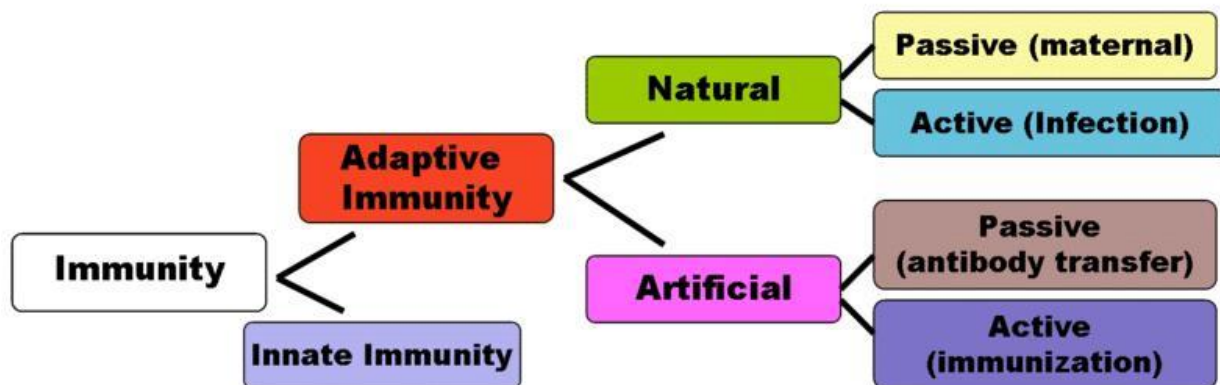 Passive (maternal)
Natural
Active (Infection)
Adaptive
Immunity
Passive
(antibody transfer)
Immunity
Artificial
Active
(immunization)
Innate Immunity